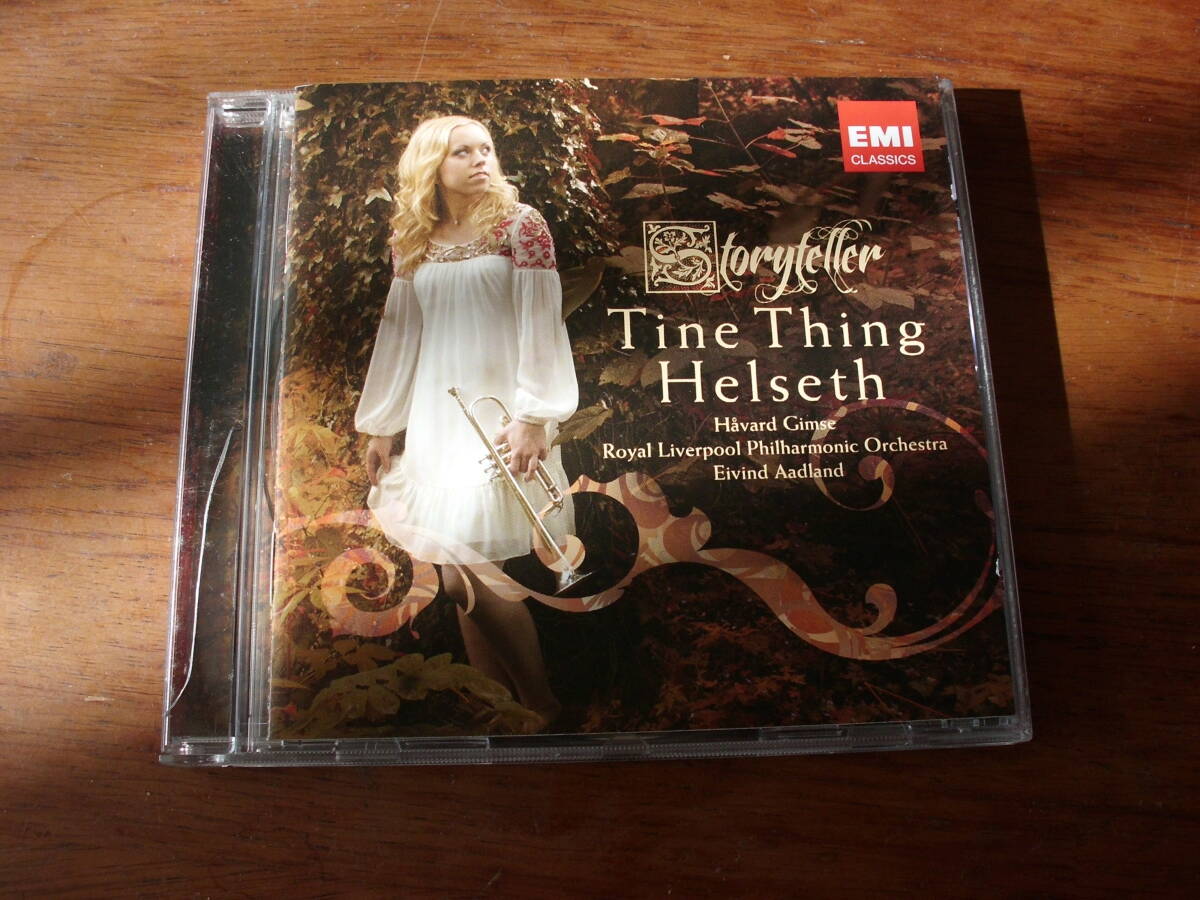 EMI
CLASSICS
Storyteller
Tine Thing
Helseth
Håvard Gimse
Royal Liverpool Philharmonic Orchestra
Eivind Aadland